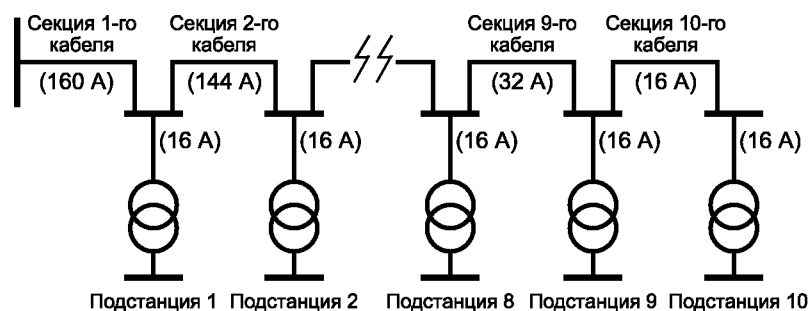 Секция 1-го кабеля
Секция 2-го кабеля
Секция 9-го кабеля
Секция 10-го кабеля
(160 А)
(144 А)
(32 А)
(16 А)
(16 А)
(16 А)
(16 А)
(16 А)
(16 А)
Подстанция 1
Подстанция 2
Подстанция 8
Подстанция 9
Подстанция 10